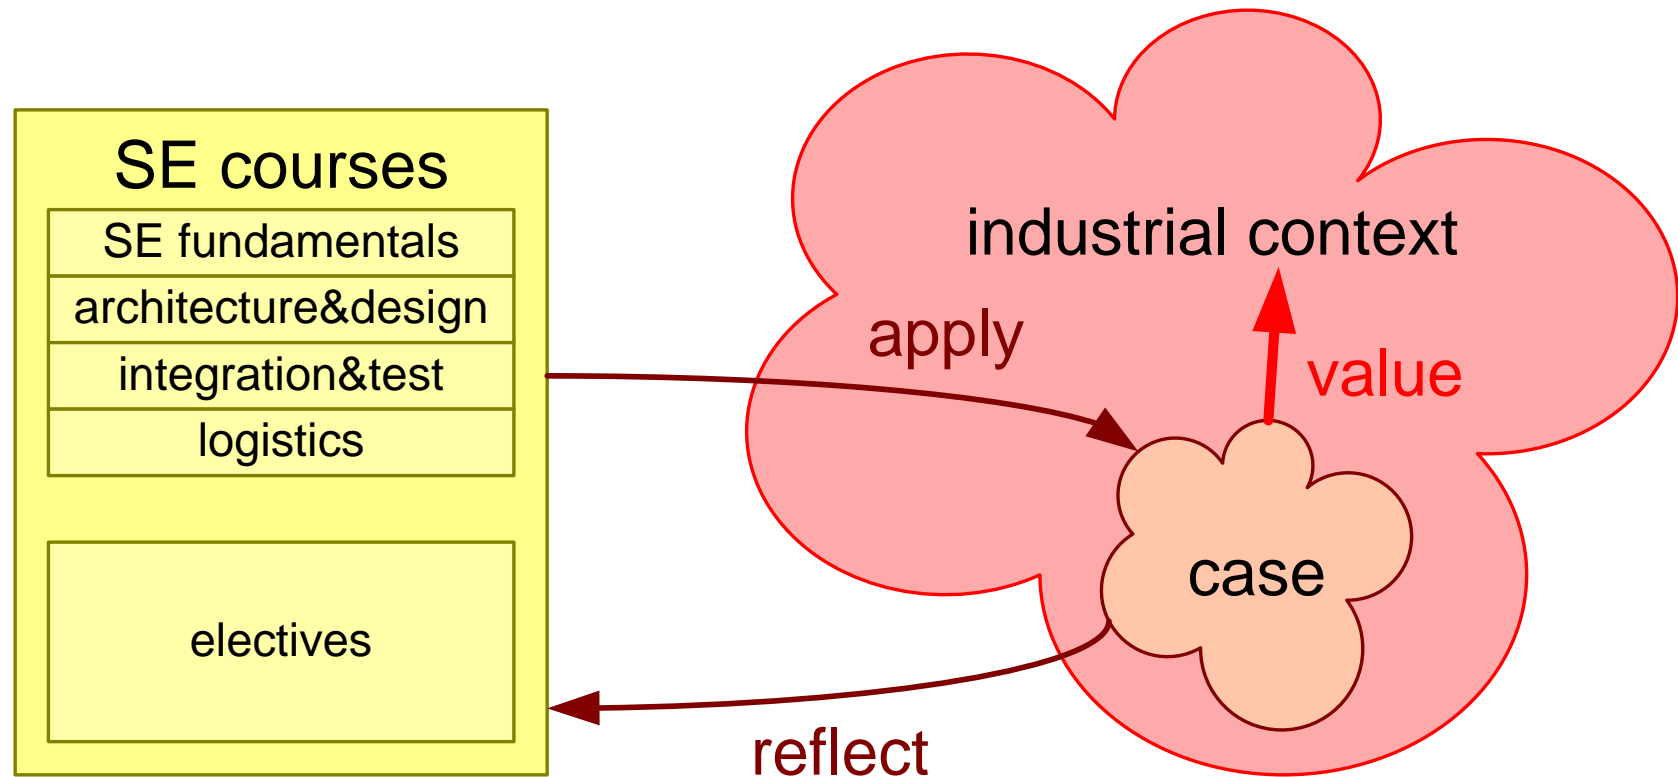 SE courses
SE fundamentals
architecture&design
integration&test
logistics
electives
industrial context
apply
value
case
reflect